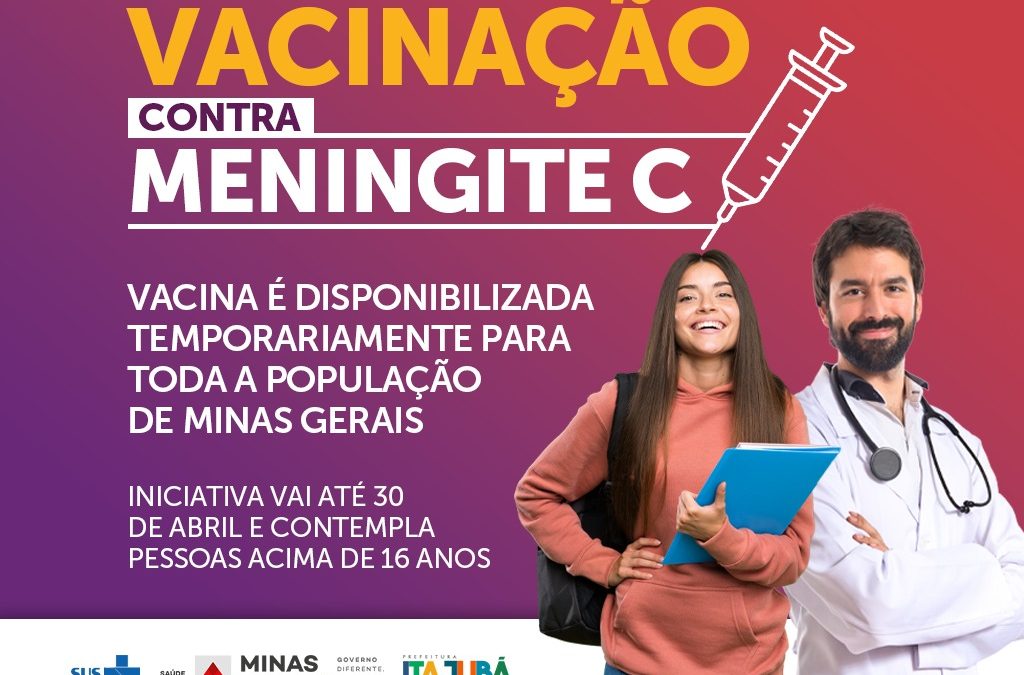 VACINAÇÃO
CONTRA
MENINGITE C
VACINA É DISPONIBILIZADA
TEMPORARIAMENTE PARA
TODA A POPULAÇÃO
DE MINAS GERAIS
INICIATIVA VAI ATÉ 30
DE ABRIL E CONTEMPLA
PESSOAS ACIMA DE 16 ANOS
SUS
SAÚDE
MINAS
GOVERNO
DIFERENTE.
PREFEITURA
ITAJUBÁ